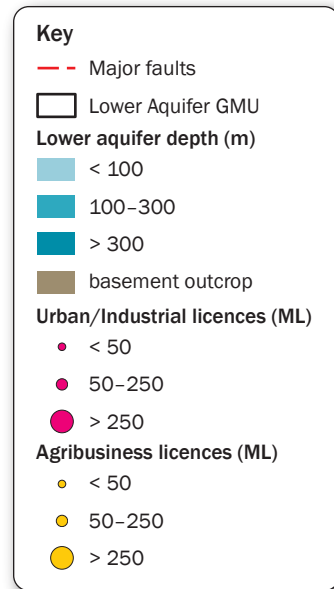 Key
Major faults
Lower Aquifer GMU
Lower aquifer depth (m)
< 100
100–300
> 300
basement outcrop
Urban/Industrial licences (ML)
< 50
50–250
> 250
Agribusiness licences (ML)
< 50
50–250
> 250